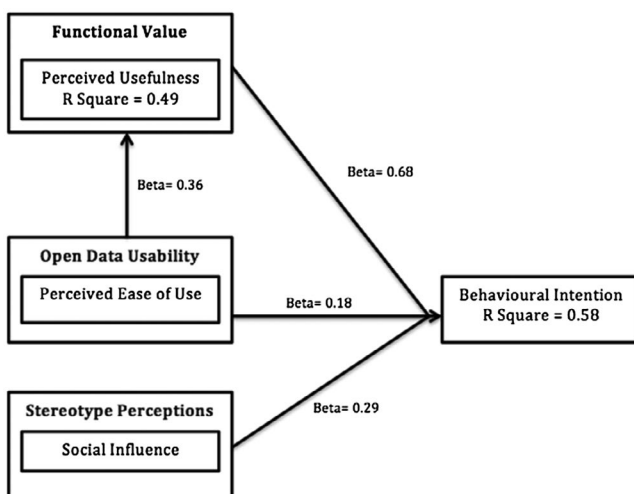 Functional Value
Perceived Usefulness
R Square = 0.49
Beta= 0.68
Beta= 0.36
Open Data Usability
Perceived Ease of Use
Beta= 0.18
Behavioural Intention
R Square = 0.58
Stereotype Perceptions
Social Influence
Beta= 0.29